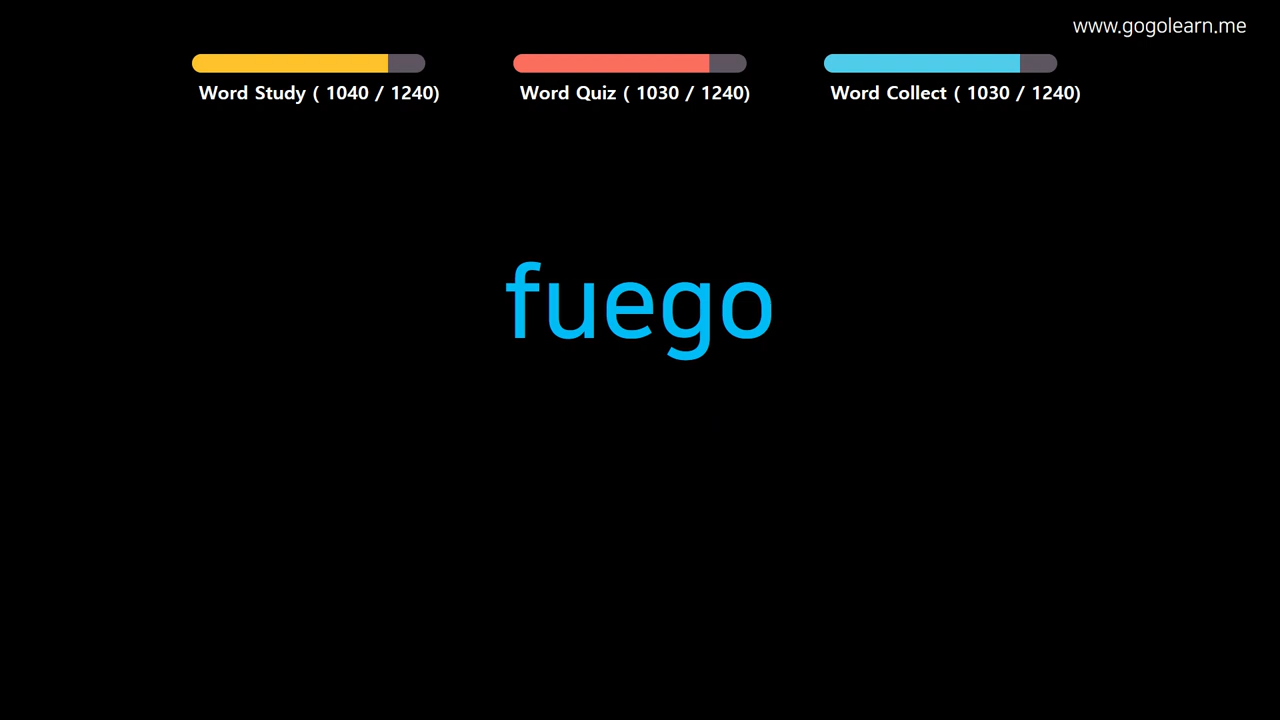 www.gogolearn.me
Word Study ( 1040 / 1240)
Word Quiz ( 1030 / 1240)
Word Collect ( 1030 / 1240)
fuego